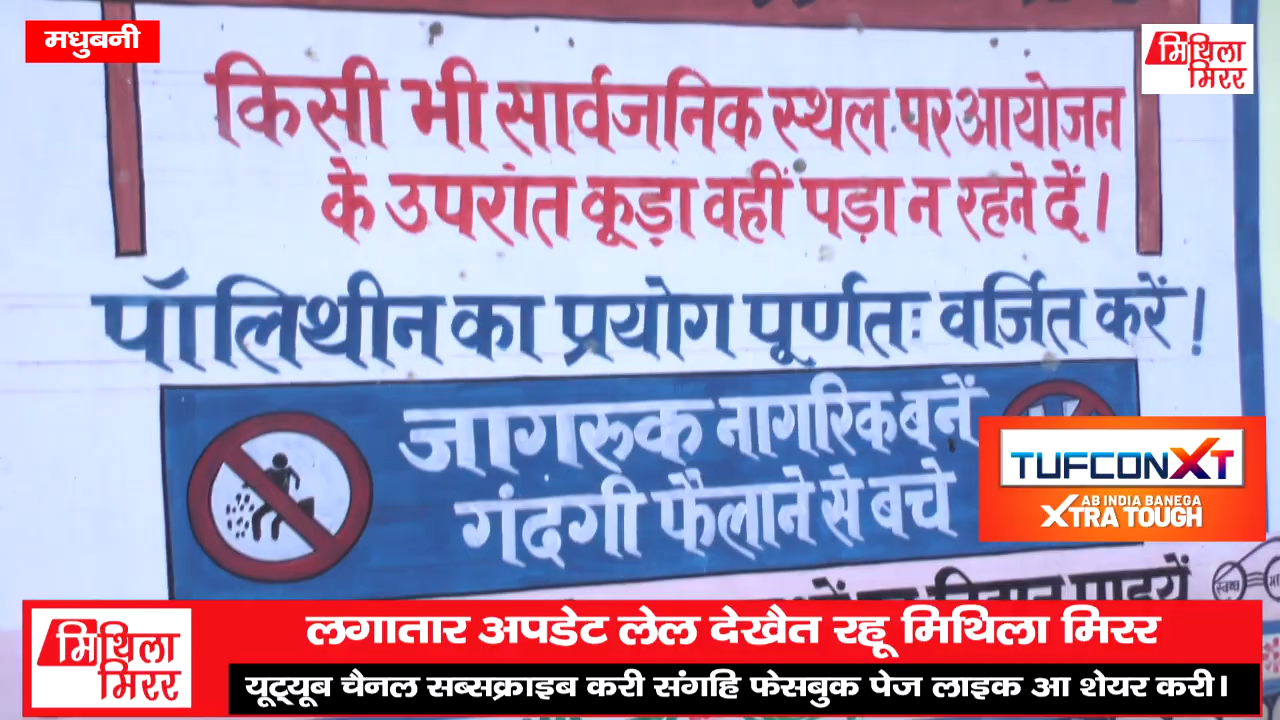 मधुबनी
मिथिला
मिरर
किसी भी सार्वजनिक स्थल पर आयोजन
के उपरांत कूड़ा वहीं पड़ा न रहने दें।
पॉलिथीन का प्रयोग पूर्णतः वर्जित करें!
जागरुक नागरिक बनें
गंदगी फैलाने से बचे
TUFCONXT
AB INDIA BANEGA
XTRA TOUGH
मिथिला
मिरर
लगातार अपडेट लेल देखैत रहू मिथिला मिरर
यूट्यूब चैनल सब्सक्राइब करी संगहि फेसबुक पेज लाइक आ शेयर करी।